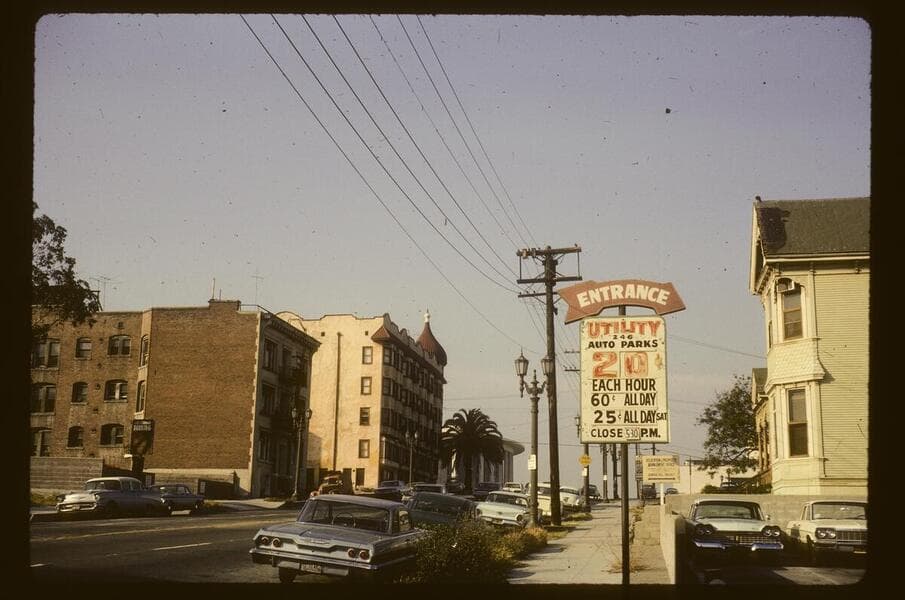 ENTRANCE
UTILITY
246
AUTO PARKS
20
EACH HOUR
60¢ ALL DAY
25¢ ALL DAY SAT
CLOSE 5:30 P.M.